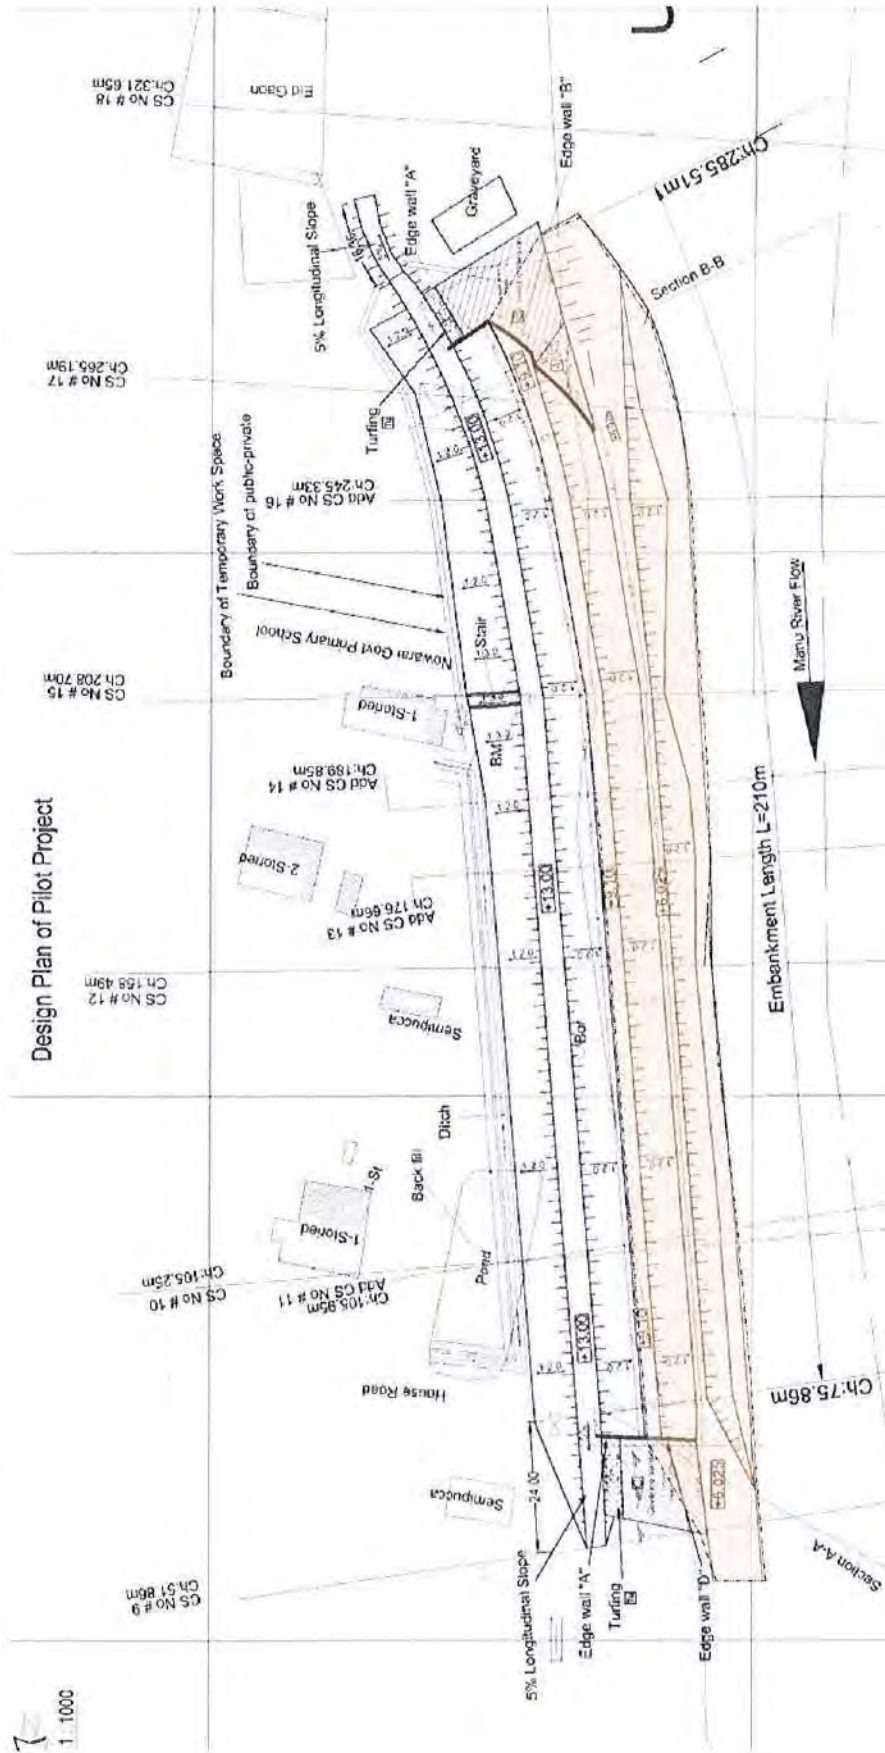 Design Plan of Pilot Project
1:1000
CS No # 18
Ch:321.65m
Eid Gaon
CS No # 17
Ch:265.19m
5% Longitudinal Slope
Edge wall "A"
Graveyard
Edge wall "B"
Ch:285.51m
Section B-B
Turfing
+13.00
Add CS No # 16
Ch:245.33m
Boundary of Temporary Work Space
Boundary of public-private
Nowarai Govt Primary School
Stair
CS No # 15
Ch:208.70m
1-Storied
BM
Add CS No # 14
Ch:189.85m
2-Storied
Add CS No # 13
Ch:176.66m
+13.00
Manu River Flow
Embankment Length L=210m
CS No # 12
Ch:158.49m
Semipucca
Ditch
Back fill
1-St
1-Storied
Pond
CS No # 10
Ch:105.25m
Add CS No # 11
Ch:105.95m
House Road
+13.00
Ch:75.86m
24.00
Semipucca
+6.025
CS No # 9
Ch:51.86m
5% Longitudinal Slope
Edge wall "A"
Turfing
Edge wall "D"
Section A-A